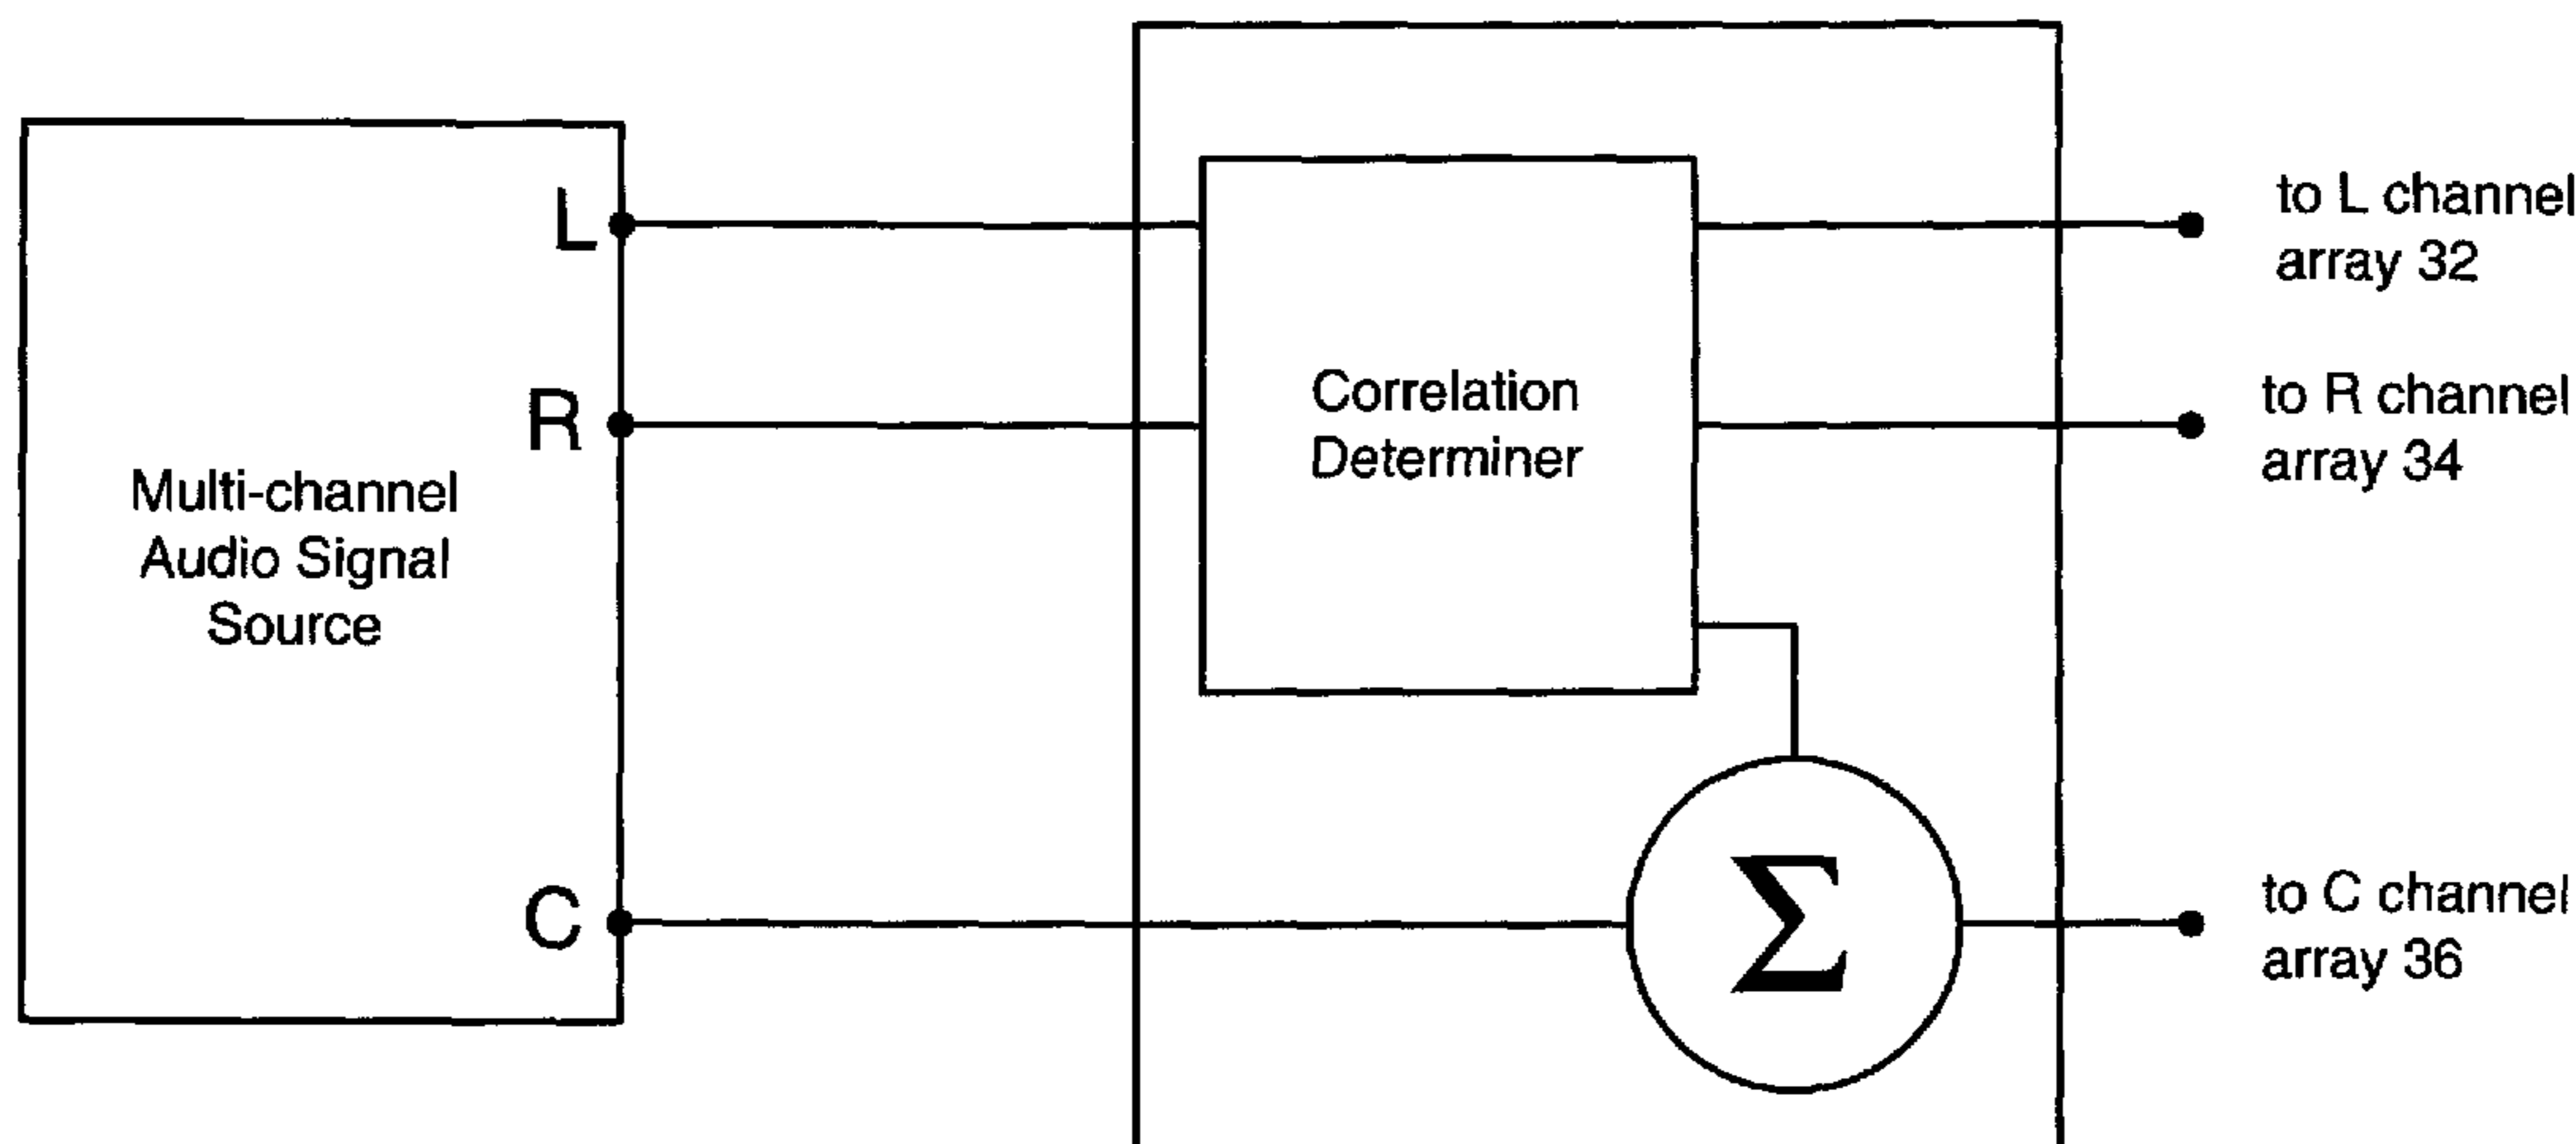 Multi-channel
Audio Signal
Source
L
R
C
Correlation
Determiner
Σ
to L channel
array 32
to R channel
array 34
to C channel
array 36